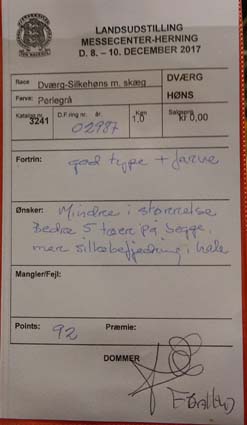 LANDSUDSTILLING
MESSECENTER-HERNING
D. 8. - 10. DECEMBER 2017
Race: Dværg-Silkehøns m. skæg
DVÆRG
HØNS
Farve: Perlegrå
Katalog nr. D.F.ring nr. år. Køn Salgspris
3241 02987 1.0 kr 0,00
Fortrin: god type + farve
Ønsker: Mindre i størrelse
Bedre 5 tæer på begge,
mer silkebefjedring i hale
Mangler/Fejl:
Points: 92 Præmie:
DOMMER